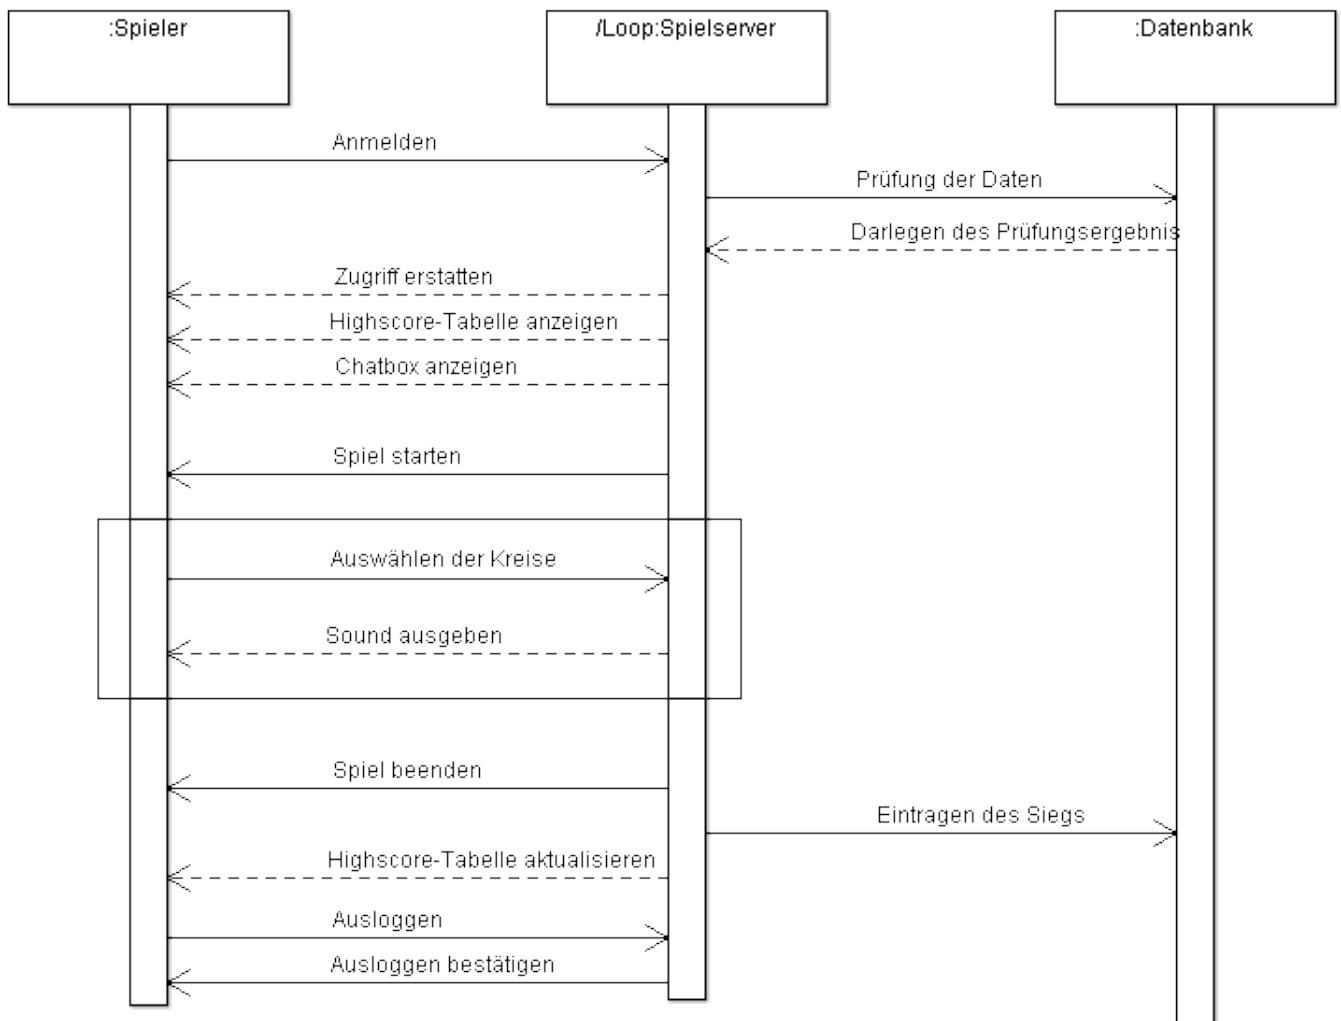 :Spieler
/Loop:Spielserver
:Datenbank
Anmelden
Prüfung der Daten
Darlegen des Prüfungsergebnis
Zugriff erstatten
Highscore-Tabelle anzeigen
Chatbox anzeigen
Spiel starten
Auswählen der Kreise
Sound ausgeben
Spiel beenden
Eintragen des Siegs
Highscore-Tabelle aktualisieren
Ausloggen
Ausloggen bestätigen